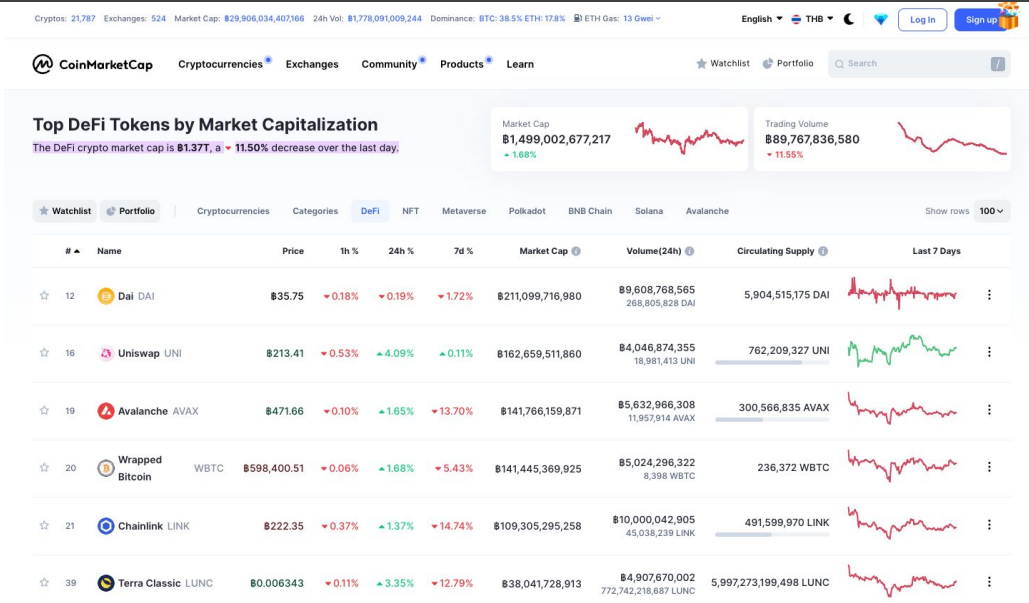 Cryptos: 21,787 Exchanges: 524 Market Cap: ฿29,906,034,407,166 24h Vol: ฿1,778,091,009,244 Dominance: BTC: 38.5% ETH: 17.8% ETH Gas: 13 Gwei English THB Log In Sign up
CoinMarketCap Cryptocurrencies Exchanges Community Products Learn Watchlist Portfolio Search /
Top DeFi Tokens by Market Capitalization
The DeFi crypto market cap is ฿1.37T, a ▼ 11.50% decrease over the last day.
Market Cap
฿1,499,002,677,217
▲ 1.68%
Trading Volume
฿89,767,836,580
▼ 11.55%
Watchlist Portfolio Cryptocurrencies Categories DeFi NFT Metaverse Polkadot BNB Chain Solana Avalanche Show rows 100
# ▲ Name Price 1h % 24h % 7d % Market Cap Volume(24h) Circulating Supply Last 7 Days
12 Dai DAI ฿35.75 ▼0.18% ▼0.19% ▼1.72% ฿211,099,716,980 ฿9,608,768,565 5,904,515,175 DAI
268,805,828 DAI
16 Uniswap UNI ฿213.41 ▼0.53% ▲4.09% ▲0.11% ฿162,659,511,860 ฿4,046,874,355 762,209,327 UNI
18,981,413 UNI
19 Avalanche AVAX ฿471.66 ▼0.10% ▲1.65% ▼13.70% ฿141,766,159,871 ฿5,632,966,308 300,566,835 AVAX
11,957,914 AVAX
20 Wrapped Bitcoin WBTC ฿598,400.51 ▼0.06% ▲1.68% ▼5.43% ฿141,445,369,925 ฿5,024,296,322 236,372 WBTC
8,398 WBTC
21 Chainlink LINK ฿222.35 ▼0.37% ▲1.37% ▼14.74% ฿109,305,295,258 ฿10,000,042,905 491,599,970 LINK
45,038,239 LINK
39 Terra Classic LUNC ฿0.006343 ▼0.11% ▲3.35% ▼12.79% ฿38,041,728,913 ฿4,907,670,002 5,997,273,199,498 LUNC
772,742,218,687 LUNC